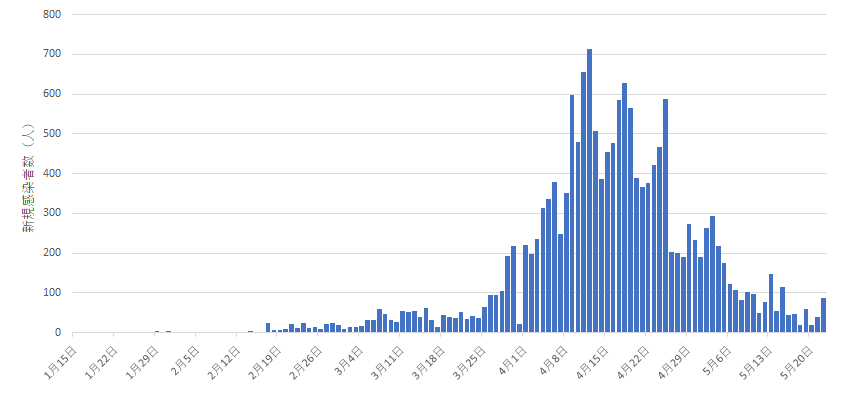 800
700
600
500
400
300
200
100
0
新規感染者数（人）
1月15日
1月22日
1月29日
2月5日
2月12日
2月19日
2月26日
3月4日
3月11日
3月18日
3月25日
4月1日
4月8日
4月15日
4月22日
4月29日
5月6日
5月13日
5月20日